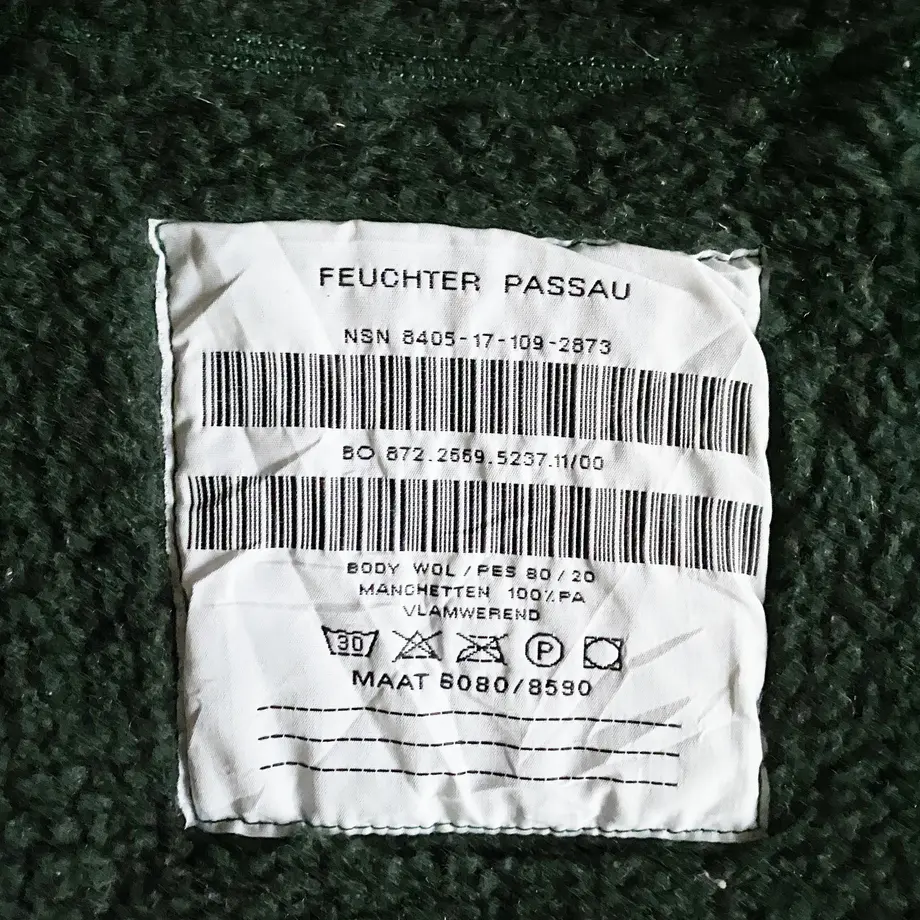 FEUCHTER PASSAU
NSN 8405-17-109-2873
BO 872.2559.5237.11/00
BODY WOL/PES 80/20
MANCHETTEN 100% PA
VLAMWEREND
30
P
MAAT 6080/8590